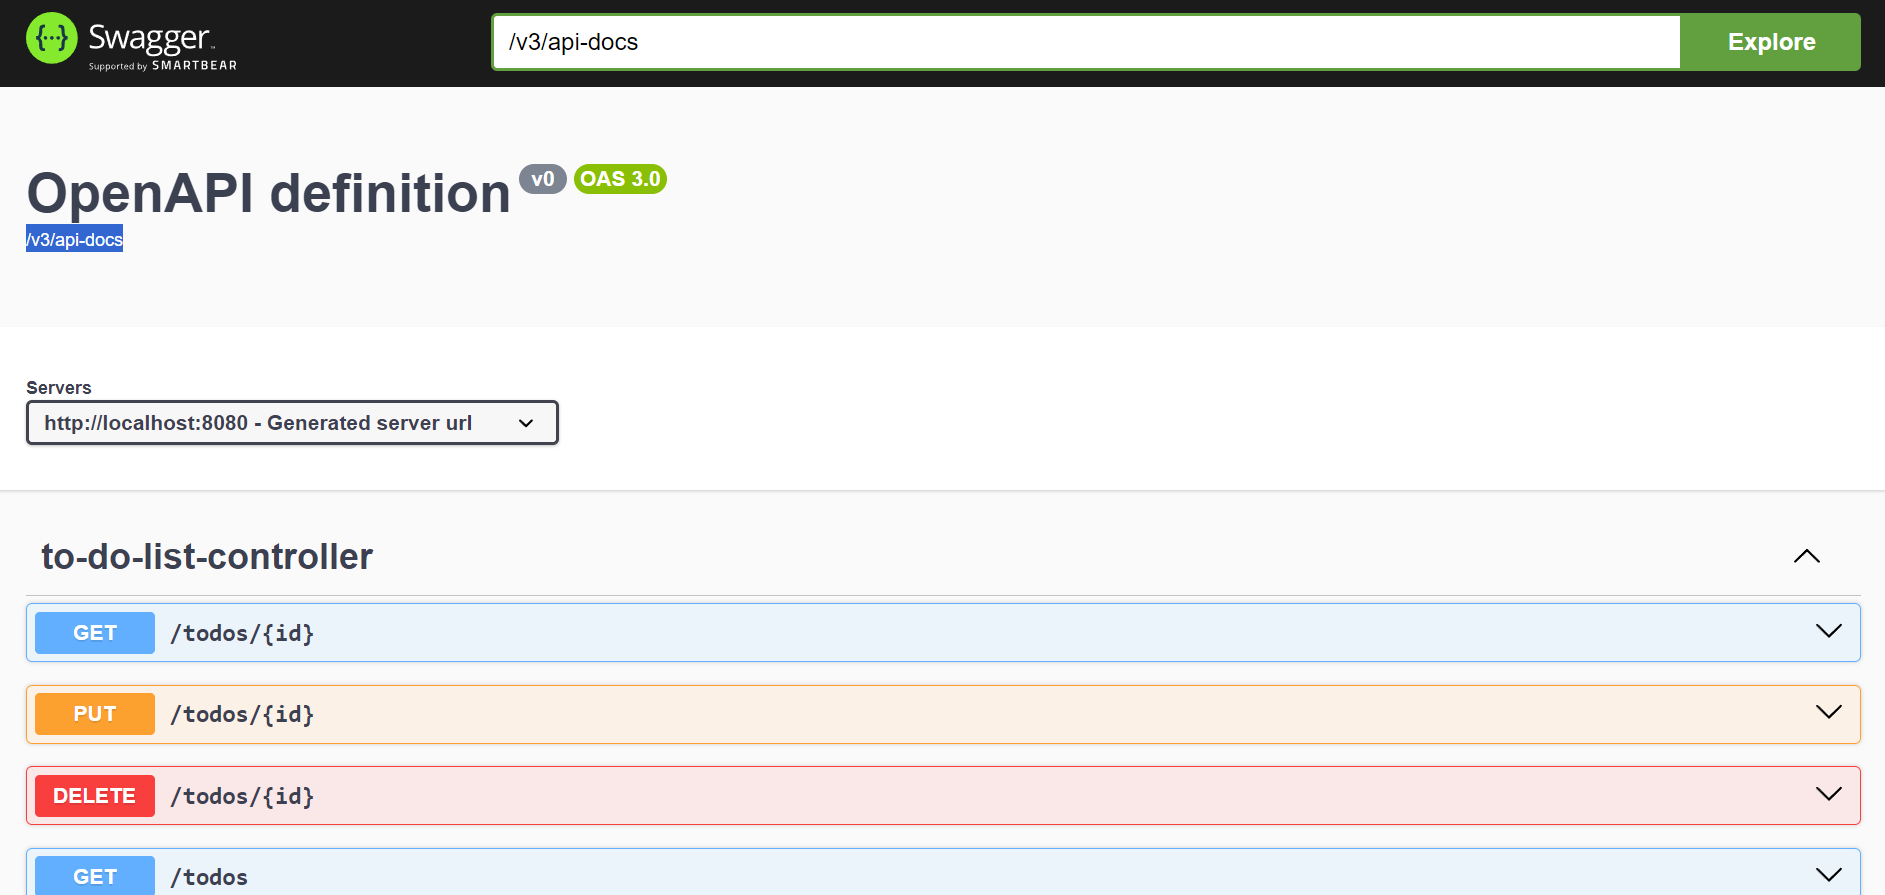 {···} Swagger™
Supported by SMARTBEAR
/v3/api-docs
Explore
OpenAPI definition v0 OAS 3.0
/v3/api-docs
Servers
http://localhost:8080 - Generated server url
to-do-list-controller
GET /todos/{id}
PUT /todos/{id}
DELETE /todos/{id}
GET /todos